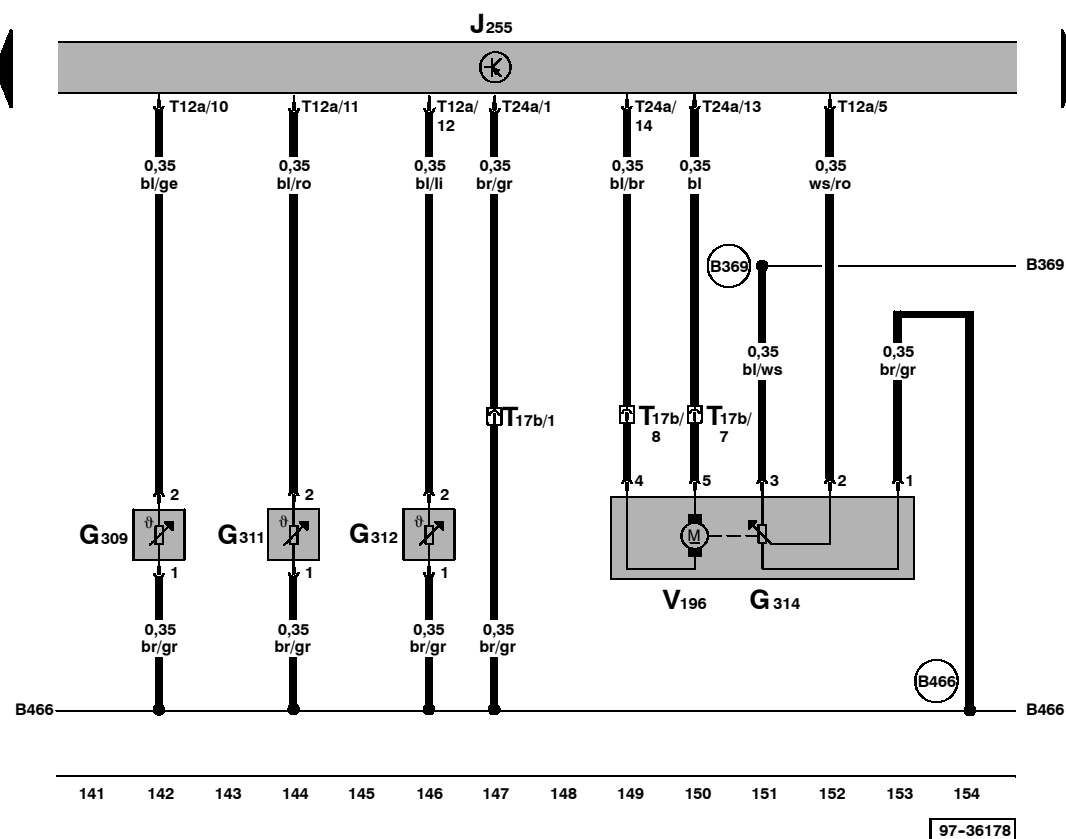 J255
T12a/10
T12a/11
T12a/
12
T24a/1
T24a/
14
T24a/13
T12a/5
0,35
bl/ge
0,35
bl/ro
0,35
bl/li
0,35
br/gr
0,35
bl/br
0,35
bl
0,35
ws/ro
B369
B369
0,35
bl/ws
0,35
br/gr
T17b/1
T17b/
8
T17b/
7
2
2
2
4
5
3
2
1
ϑ
ϑ
ϑ
G309
G311
G312
M
1
1
1
V196
G314
0,35
br/gr
0,35
br/gr
0,35
br/gr
0,35
br/gr
B466
B466
B466
141
142
143
144
145
146
147
148
149
150
151
152
153
154
97-36178